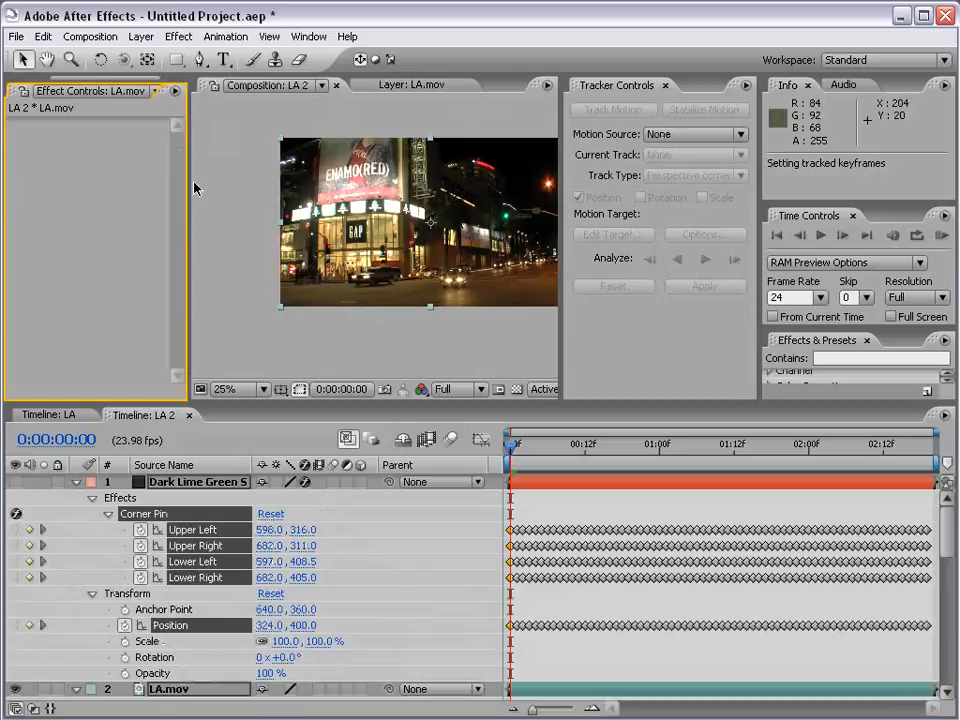 Adobe After Effects - Untitled Project.aep *
File Edit Composition Layer Effect Animation View Window Help
Workspace: Standard
Effect Controls: LA.mov
LA 2 * LA.mov
Composition: LA 2
Layer: LA.mov
ENAMO(RED)
GAP
25%
0:00:00:00
Full
Active
Tracker Controls
Track Motion Stabilize Motion
Motion Source: None
Current Track: None
Track Type: Perspective corner
Position Rotation Scale
Motion Target:
Edit Target... Options...
Analyze:
Reset Apply
Info Audio
R : 84 X : 204
G : 92 Y : 20
B : 68
A : 255
Setting tracked keyframes
Time Controls
RAM Preview Options
Frame Rate Skip Resolution
24 0 Full
From Current Time Full Screen
Effects & Presets
Contains:
Channel
Timeline: LA Timeline: LA 2
0:00:00:00 (23.98 fps)
00:12f 01:00f 01:12f 02:00f 02:12f
# Source Name Parent
1 Dark Lime Green S None
Effects
Corner Pin Reset
Upper Left 598.0, 316.0
Upper Right 682.0, 311.0
Lower Left 597.0, 408.5
Lower Right 682.0, 405.0
Transform Reset
Anchor Point 640.0, 360.0
Position 324.0, 400.0
Scale 100.0, 100.0 %
Rotation 0 x +0.0 °
Opacity 100 %
2 LA.mov None